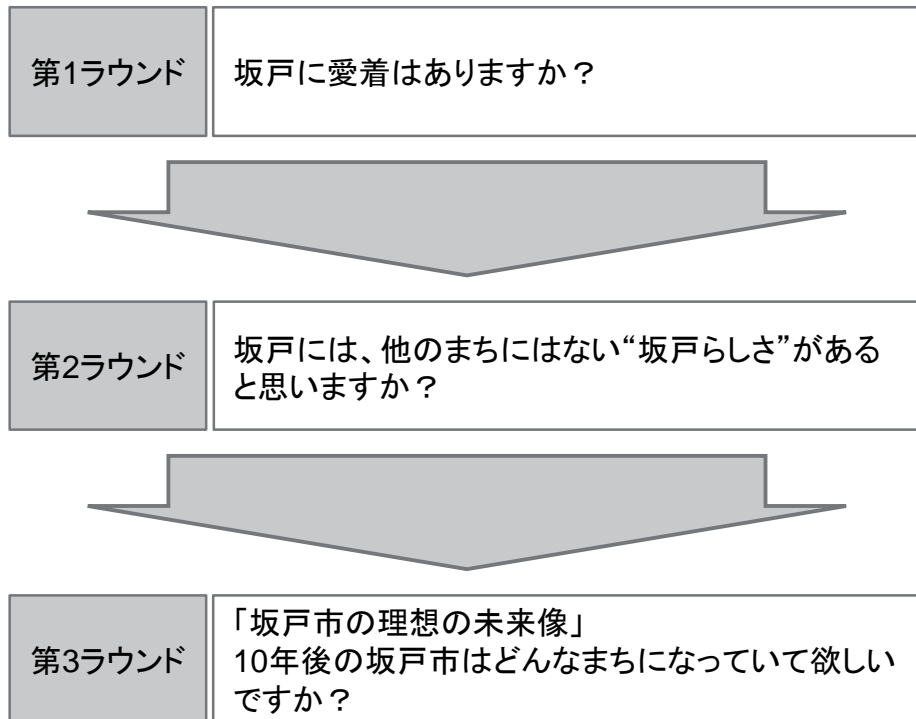 第1ラウンド
坂戸に愛着はありますか？
第2ラウンド
坂戸には、他のまちにはない“坂戸らしさ”がある
と思いますか？
第3ラウンド
「坂戸市の理想の未来像」
10年後の坂戸市はどんなまちになっていて欲しい
ですか？